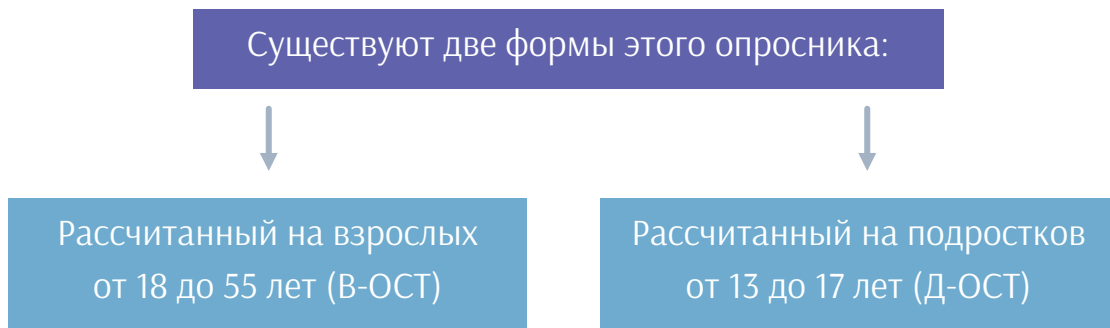 Существуют две формы этого опросника:
Рассчитанный на взрослых
от 18 до 55 лет (В-ОСТ)
Рассчитанный на подростков
от 13 до 17 лет (Д-ОСТ)